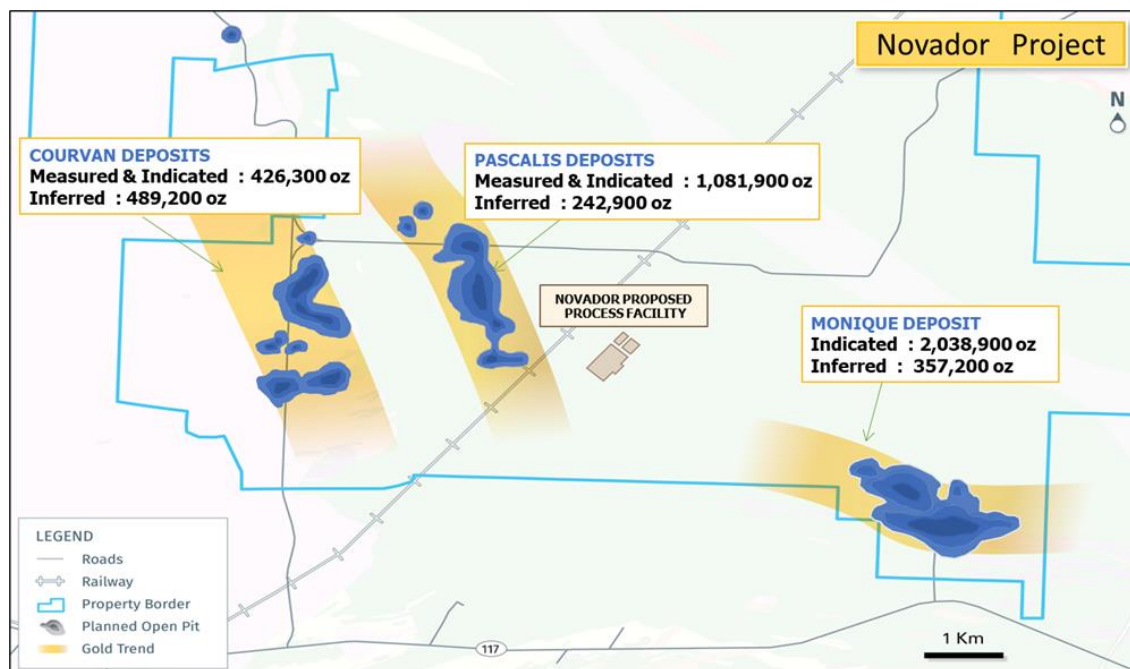 Novador Project
N
COURVAN DEPOSITS
Measured & Indicated : 426,300 oz
Inferred : 489,200 oz
PASCALIS DEPOSITS
Measured & Indicated : 1,081,900 oz
Inferred : 242,900 oz
NOVADOR PROPOSED
PROCESS FACILITY
MONIQUE DEPOSIT
Indicated : 2,038,900 oz
Inferred : 357,200 oz
LEGEND
Roads
Railway
Property Border
Planned Open Pit
Gold Trend
117
1 Km